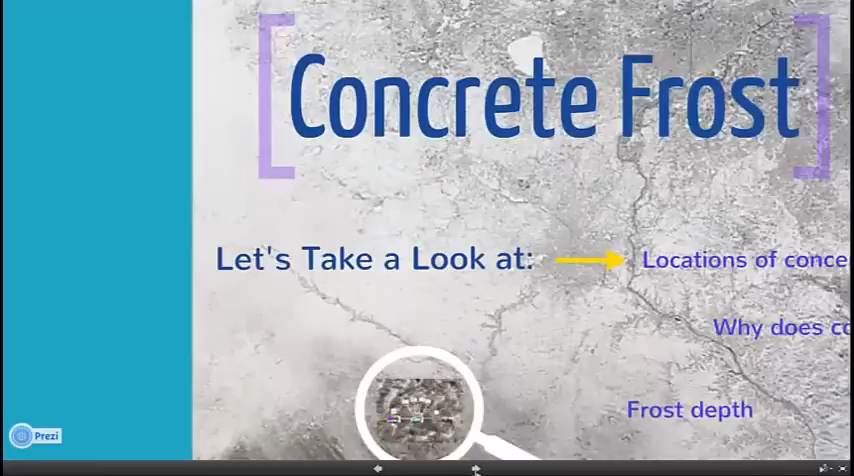 Concrete Frost
Let's Take a Look at:
Locations of conce
Why does co
Frost depth
Prezi